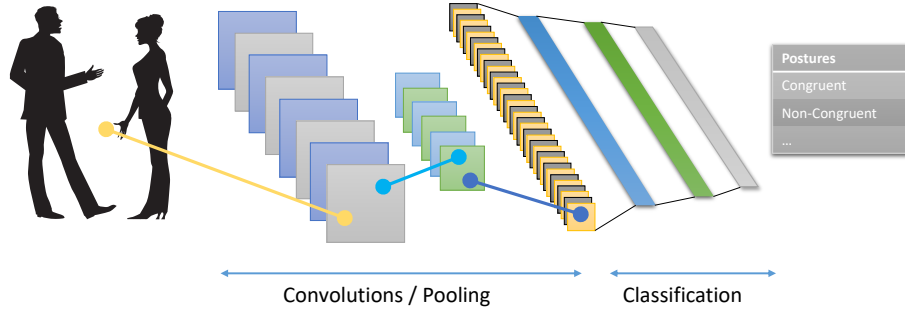 Postures
Congruent
Non-Congruent
...
Convolutions / Pooling
Classification